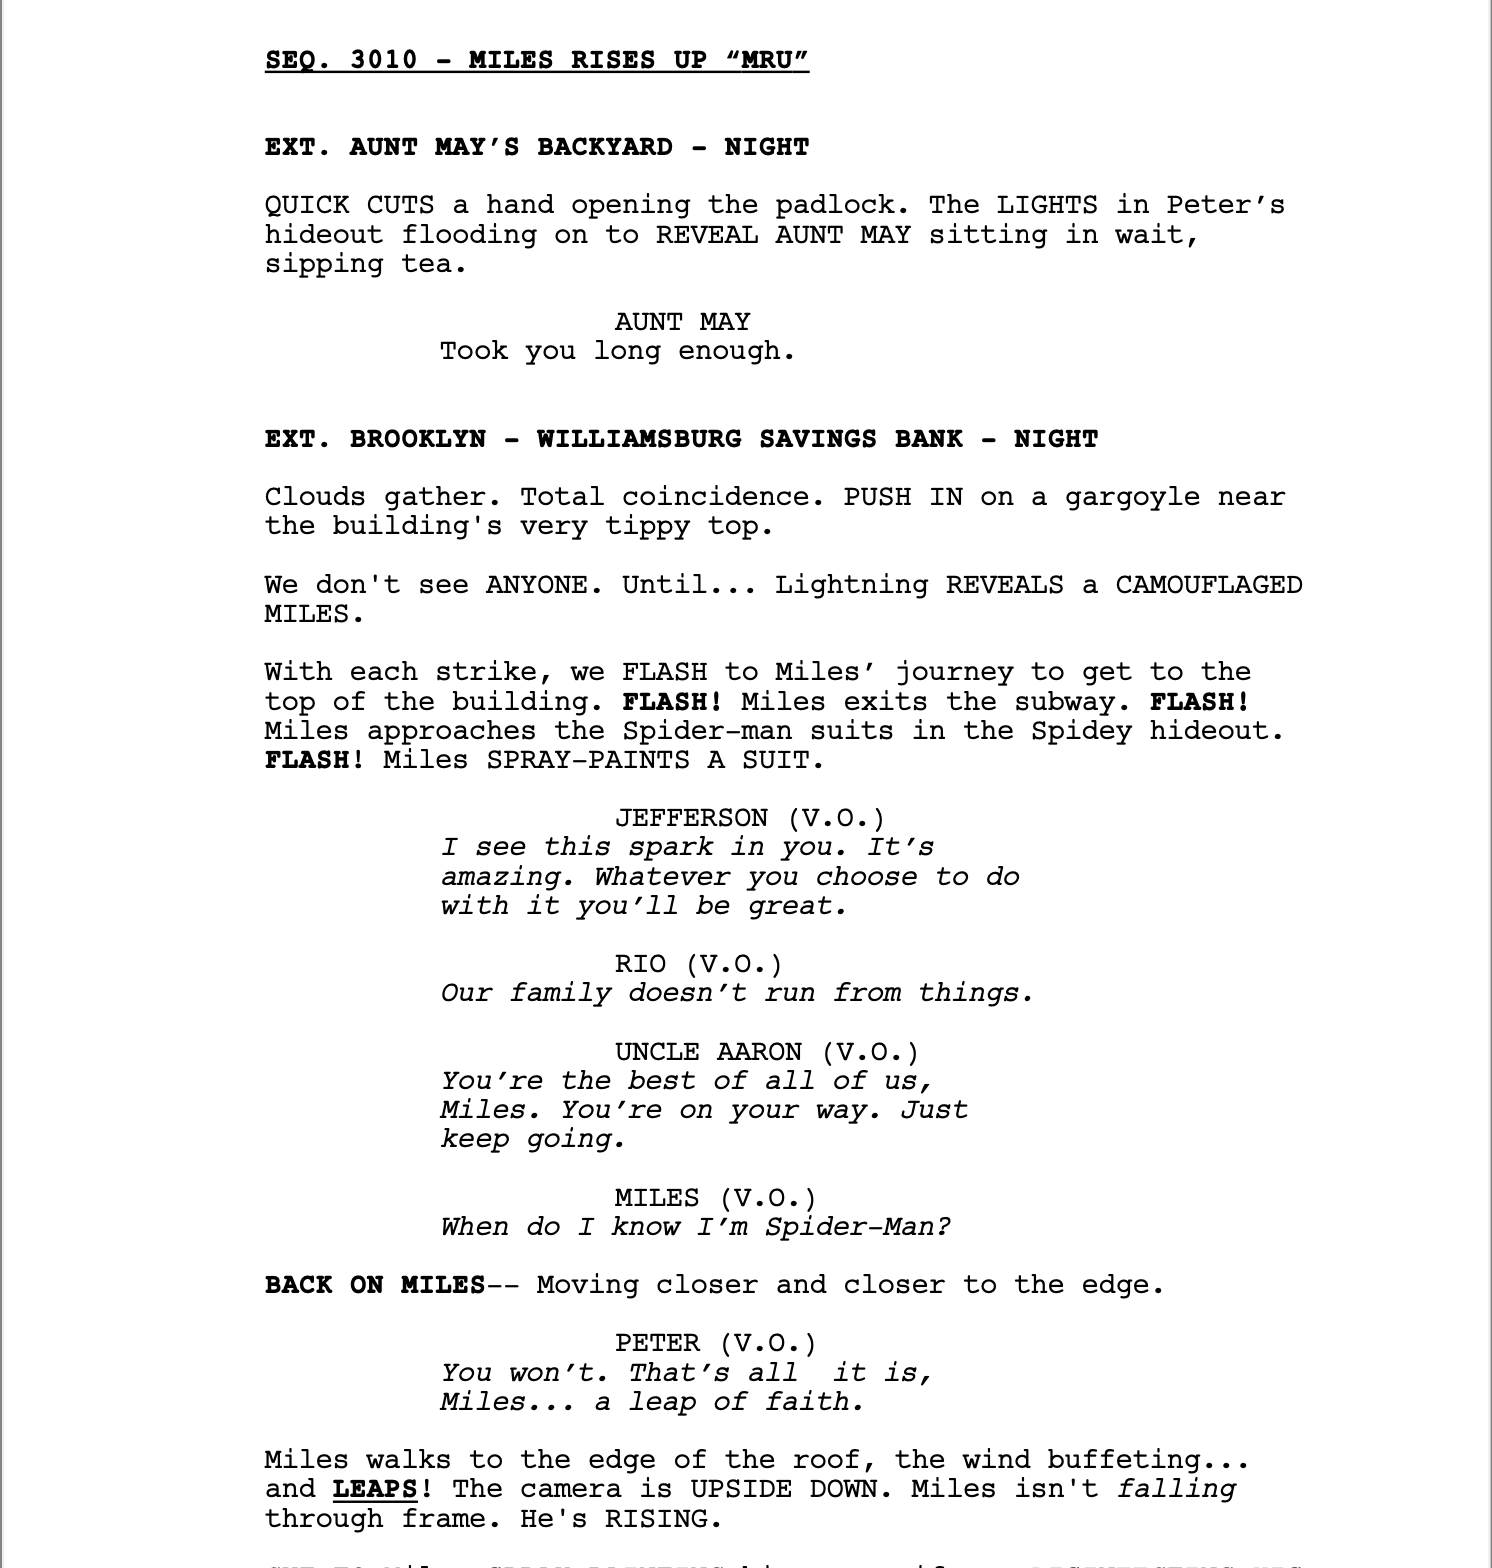 SEQ. 3010 - MILES RISES UP “MRU”
EXT. AUNT MAY’S BACKYARD - NIGHT
QUICK CUTS a hand opening the padlock. The LIGHTS in Peter’s
hideout flooding on to REVEAL AUNT MAY sitting in wait,
sipping tea.
AUNT MAY
Took you long enough.
EXT. BROOKLYN - WILLIAMSBURG SAVINGS BANK - NIGHT
Clouds gather. Total coincidence. PUSH IN on a gargoyle near
the building's very tippy top.
We don't see ANYONE. Until... Lightning REVEALS a CAMOUFLAGED
MILES.
With each strike, we FLASH to Miles’ journey to get to the
top of the building. FLASH! Miles exits the subway. FLASH!
Miles approaches the Spider-man suits in the Spidey hideout.
FLASH! Miles SPRAY-PAINTS A SUIT.
JEFFERSON (V.O.)
I see this spark in you. It’s
amazing. Whatever you choose to do
with it you’ll be great.
RIO (V.O.)
Our family doesn’t run from things.
UNCLE AARON (V.O.)
You’re the best of all of us,
Miles. You’re on your way. Just
keep going.
MILES (V.O.)
When do I know I’m Spider-Man?
BACK ON MILES-- Moving closer and closer to the edge.
PETER (V.O.)
You won’t. That’s all  it is,
Miles... a leap of faith.
Miles walks to the edge of the roof, the wind buffeting...
and LEAPS! The camera is UPSIDE DOWN. Miles isn't falling
through frame. He's RISING.